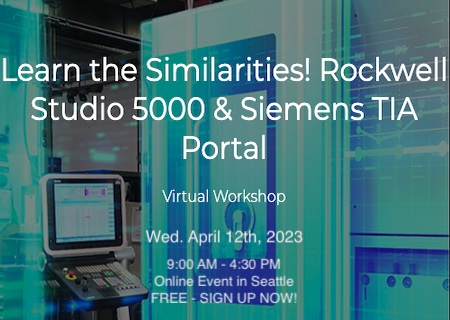 Learn the Similarities! Rockwell
Studio 5000 & Siemens TIA
Portal
Virtual Workshop
Wed. April 12th, 2023
9:00 AM - 4:30 PM
Online Event in Seattle
FREE - SIGN UP NOW!